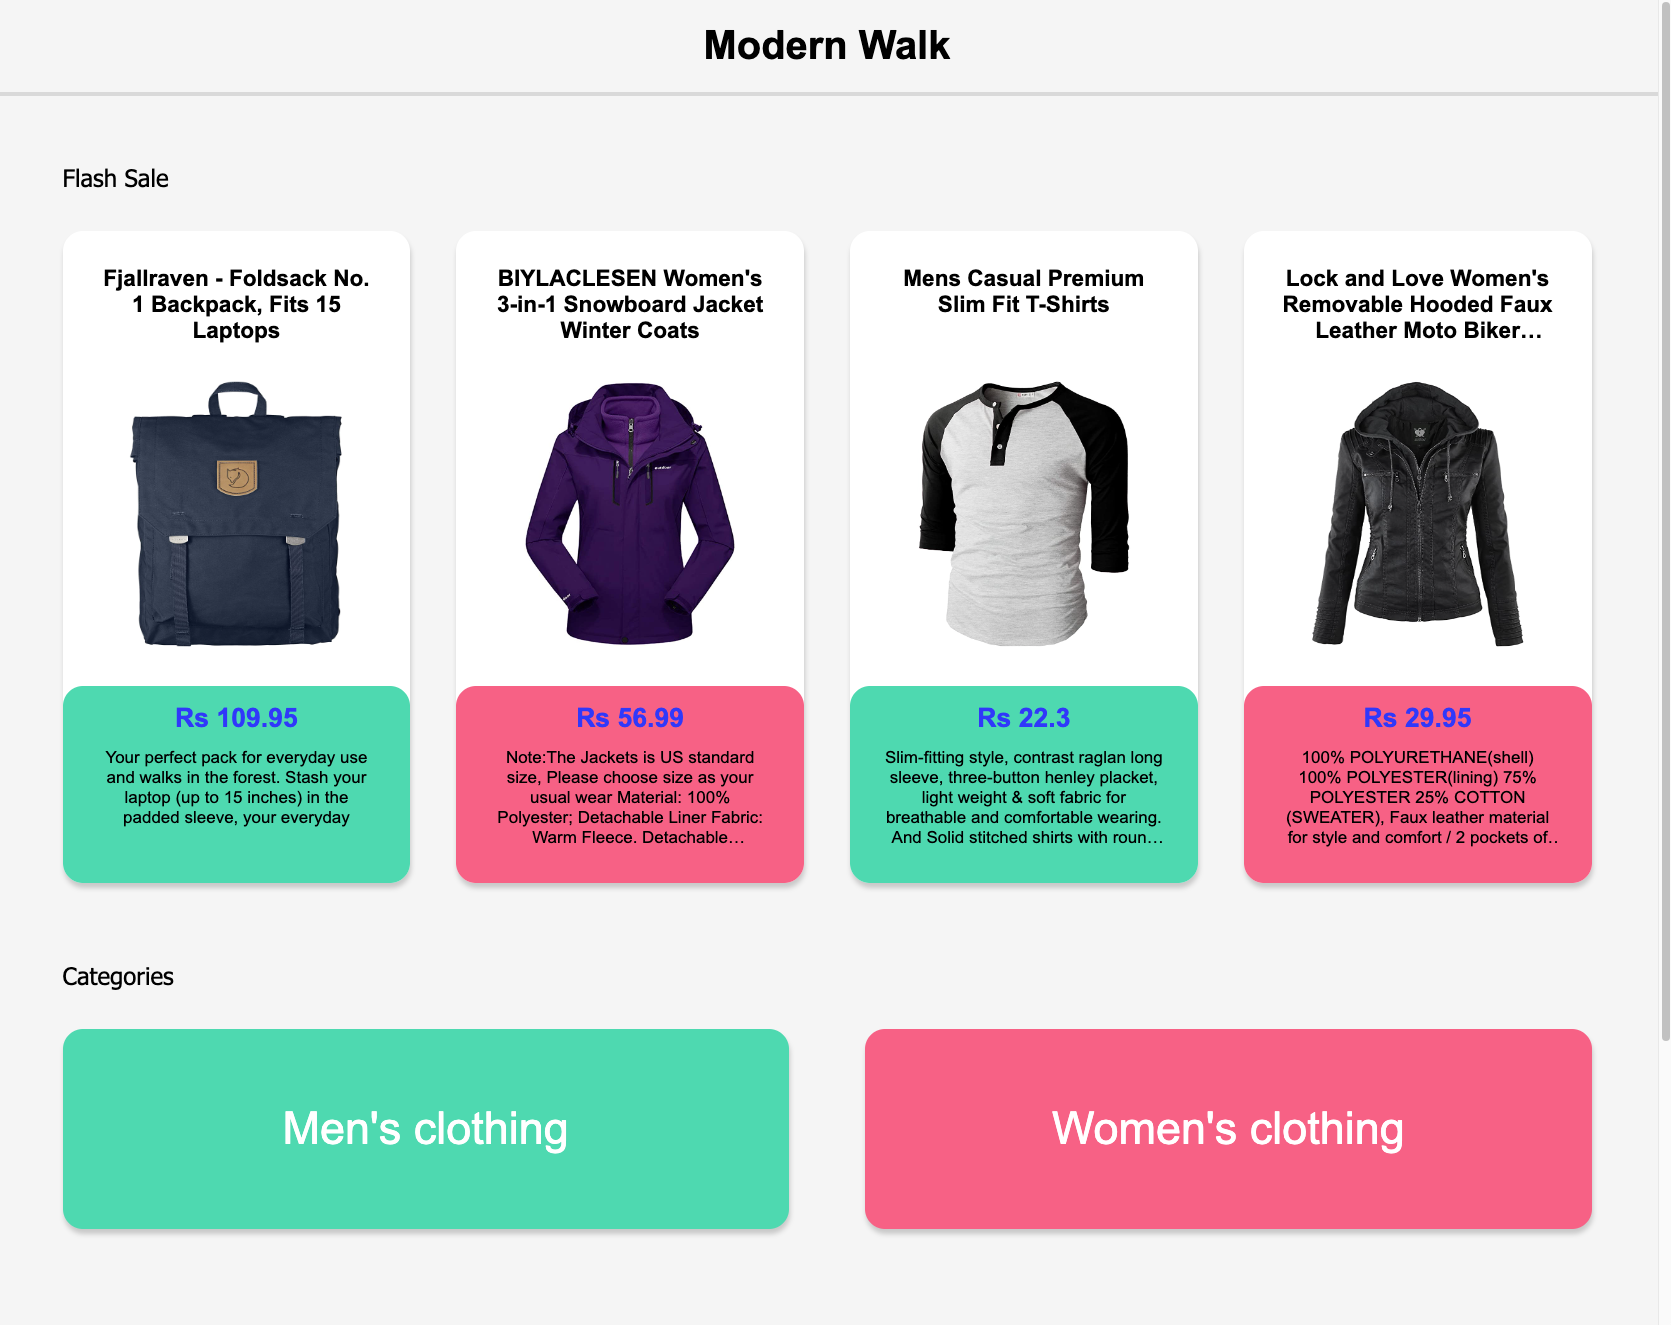 Modern Walk
Flash Sale
Fjallraven - Foldsack No.
1 Backpack, Fits 15
Laptops
Rs 109.95
Your perfect pack for everyday use
and walks in the forest. Stash your
laptop (up to 15 inches) in the
padded sleeve, your everyday
BIYLACLESEN Women's
3-in-1 Snowboard Jacket
Winter Coats
outdoor
Rs 56.99
Note:The Jackets is US standard
size, Please choose size as your
usual wear Material: 100%
Polyester; Detachable Liner Fabric:
Warm Fleece. Detachable…
Mens Casual Premium
Slim Fit T-Shirts
Rs 22.3
Slim-fitting style, contrast raglan long
sleeve, three-button henley placket,
light weight & soft fabric for
breathable and comfortable wearing.
And Solid stitched shirts with roun…
Lock and Love Women's
Removable Hooded Faux
Leather Moto Biker…
Rs 29.95
100% POLYURETHANE(shell)
100% POLYESTER(lining) 75%
POLYESTER 25% COTTON
(SWEATER), Faux leather material
for style and comfort / 2 pockets of..
Categories
Men's clothing
Women's clothing